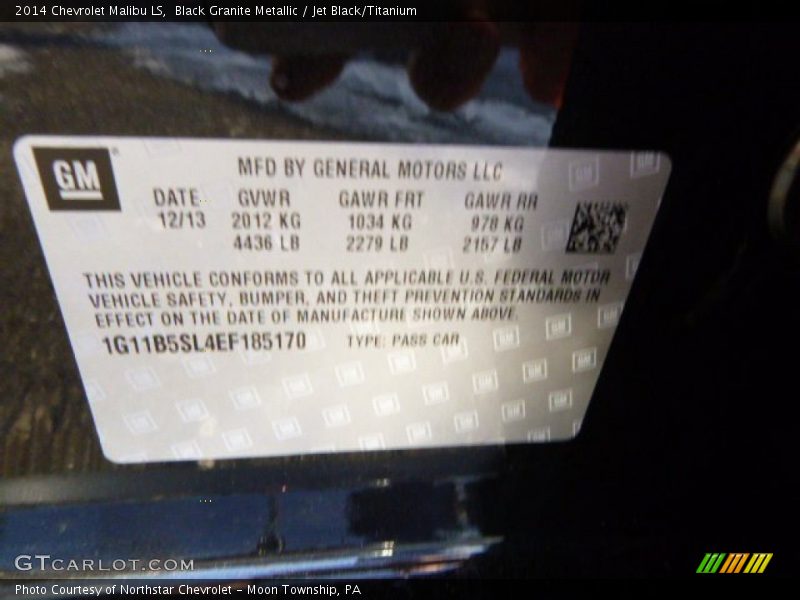 2014 Chevrolet Malibu LS, Black Granite Metallic / Jet Black/Titanium
GM
MFD BY GENERAL MOTORS LLC
DATE GVWR GAWR FRT GAWR RR
12/13 2012 KG 1034 KG 978 KG
4436 LB 2279 LB 2157 LB
THIS VEHICLE CONFORMS TO ALL APPLICABLE U.S. FEDERAL MOTOR
VEHICLE SAFETY, BUMPER, AND THEFT PREVENTION STANDARDS IN
EFFECT ON THE DATE OF MANUFACTURE SHOWN ABOVE.
1G11B5SL4EF185170 TYPE: PASS CAR
GTCARLOT.COM
Photo Courtesy of Northstar Chevrolet - Moon Township, PA